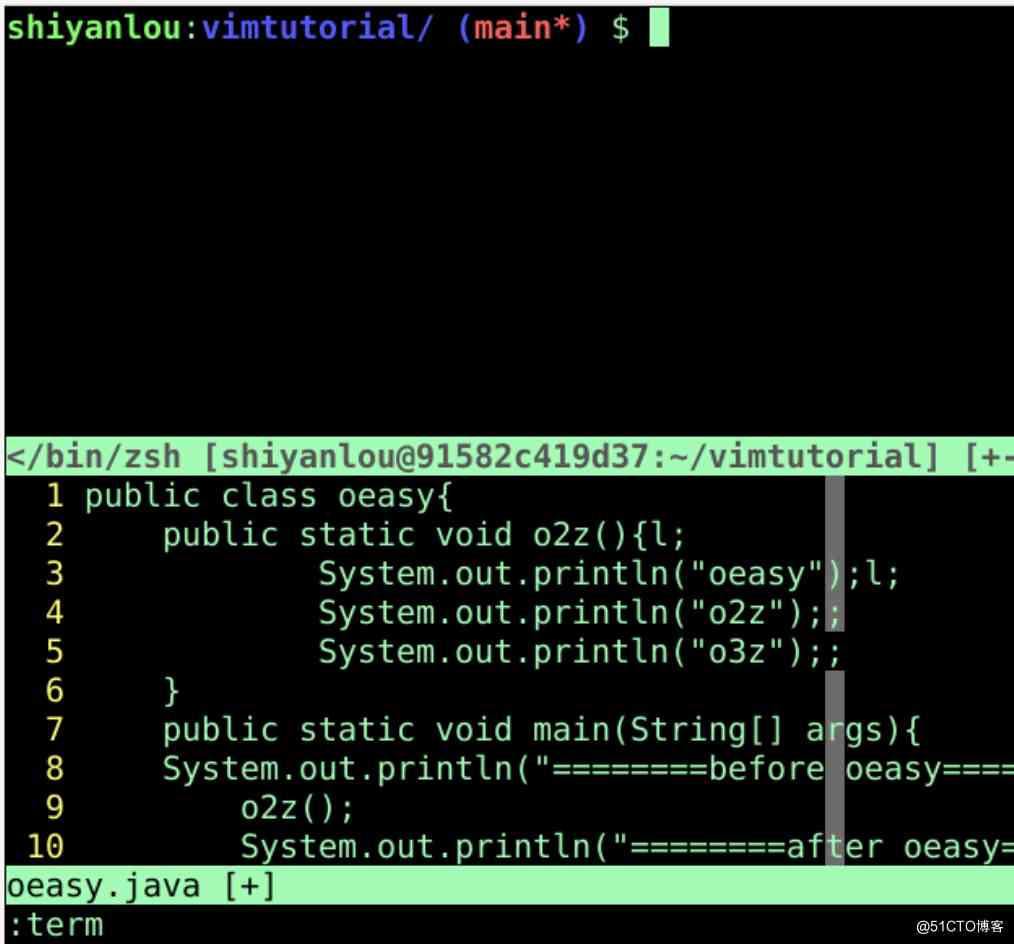 shiyanlou:vimtutorial/ (main*) $
</bin/zsh [shiyanlou@91582c419d37:~/vimtutorial] [+-
1 public class oeasy{
2     public static void o2z(){l;
3             System.out.println("oeasy");l;
4             System.out.println("o2z");;
5             System.out.println("o3z");;
6     }
7     public static void main(String[] args){
8     System.out.println("========before oeasy====
9         o2z();
10         System.out.println("========after oeasy=
oeasy.java [+]
:term
@51CTO博客